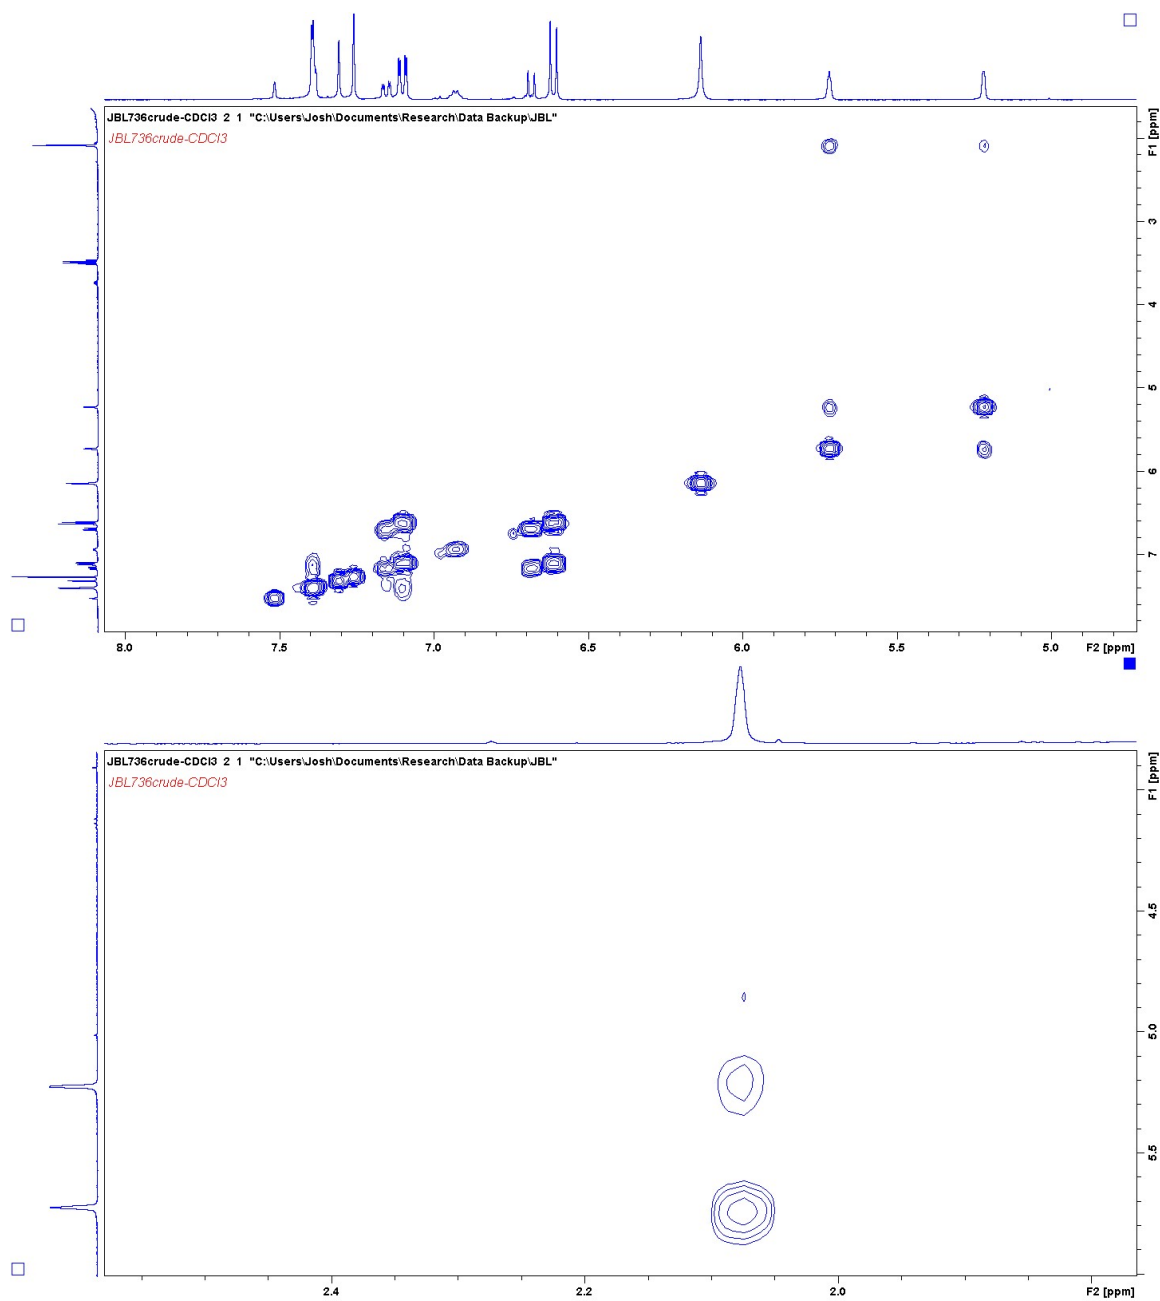 JBL736crude-CDCl3 2 1 "C:\Users\Josh\Documents\Research\Data Backup\JBL"
JBL736crude-CDCl3
F1 [ppm]
3
4
5
6
7
8.0 7.5 7.0 6.5 6.0 5.5 5.0 F2 [ppm]
JBL736crude-CDCl3 2 1 "C:\Users\Josh\Documents\Research\Data Backup\JBL"
JBL736crude-CDCl3
F1 [ppm]
4.5
5.0
5.5
2.4 2.2 2.0 F2 [ppm]